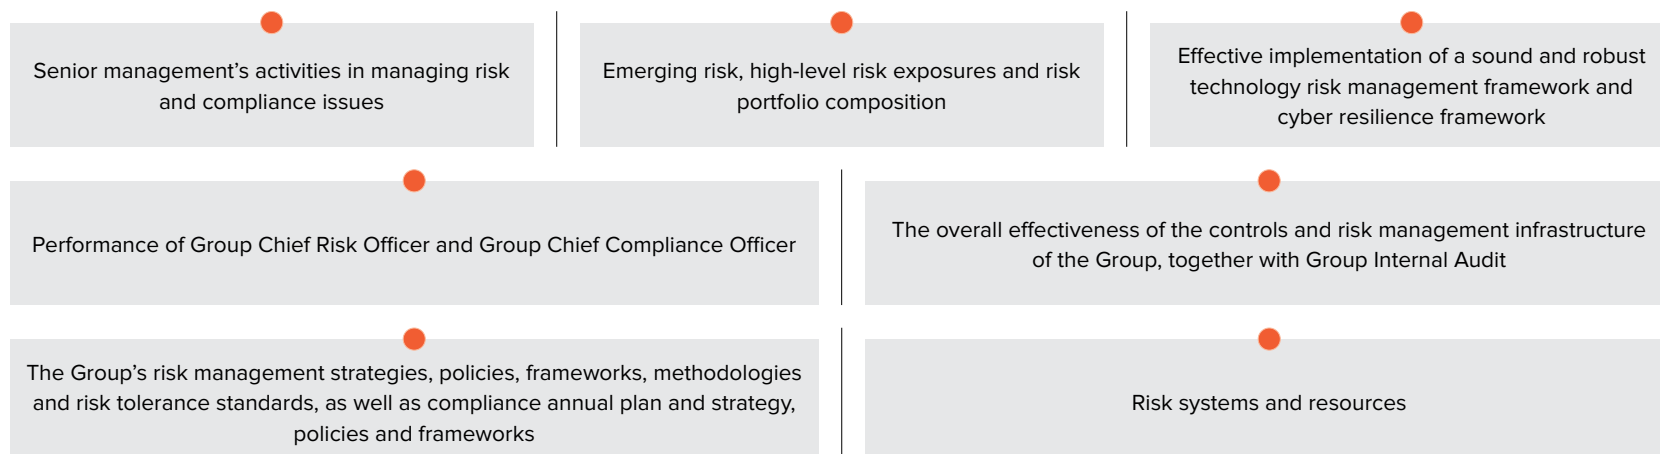 Senior management’s activities in managing risk
and compliance issues
Emerging risk, high-level risk exposures and risk
portfolio composition
Effective implementation of a sound and robust
technology risk management framework and
cyber resilience framework
Performance of Group Chief Risk Officer and Group Chief Compliance Officer
The overall effectiveness of the controls and risk management infrastructure
of the Group, together with Group Internal Audit
The Group’s risk management strategies, policies, frameworks, methodologies
and risk tolerance standards, as well as compliance annual plan and strategy,
policies and frameworks
Risk systems and resources